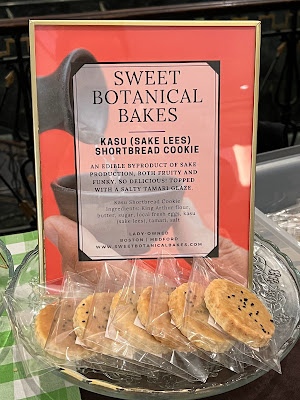 SWEET
BOTANICAL
BAKES
KASU (SAKE LEES)
SHORTBREAD COOKIE
AN EDIBLE BYPRODUCT OF SAKE
PRODUCTION, BOTH FRUITY AND
FUNKY, SO DELICIOUS! TOPPED
WITH A SALTY TAMARI GLAZE.
Kasu Shortbread Cookie
Ingredients: King Arthur flour,
butter, sugar, local fresh eggs, kasu
(sake lees), tamari, salt
LADY-OWNED
BOSTON | MEDFORD
WWW.SWEETBOTANICALBAKES.COM